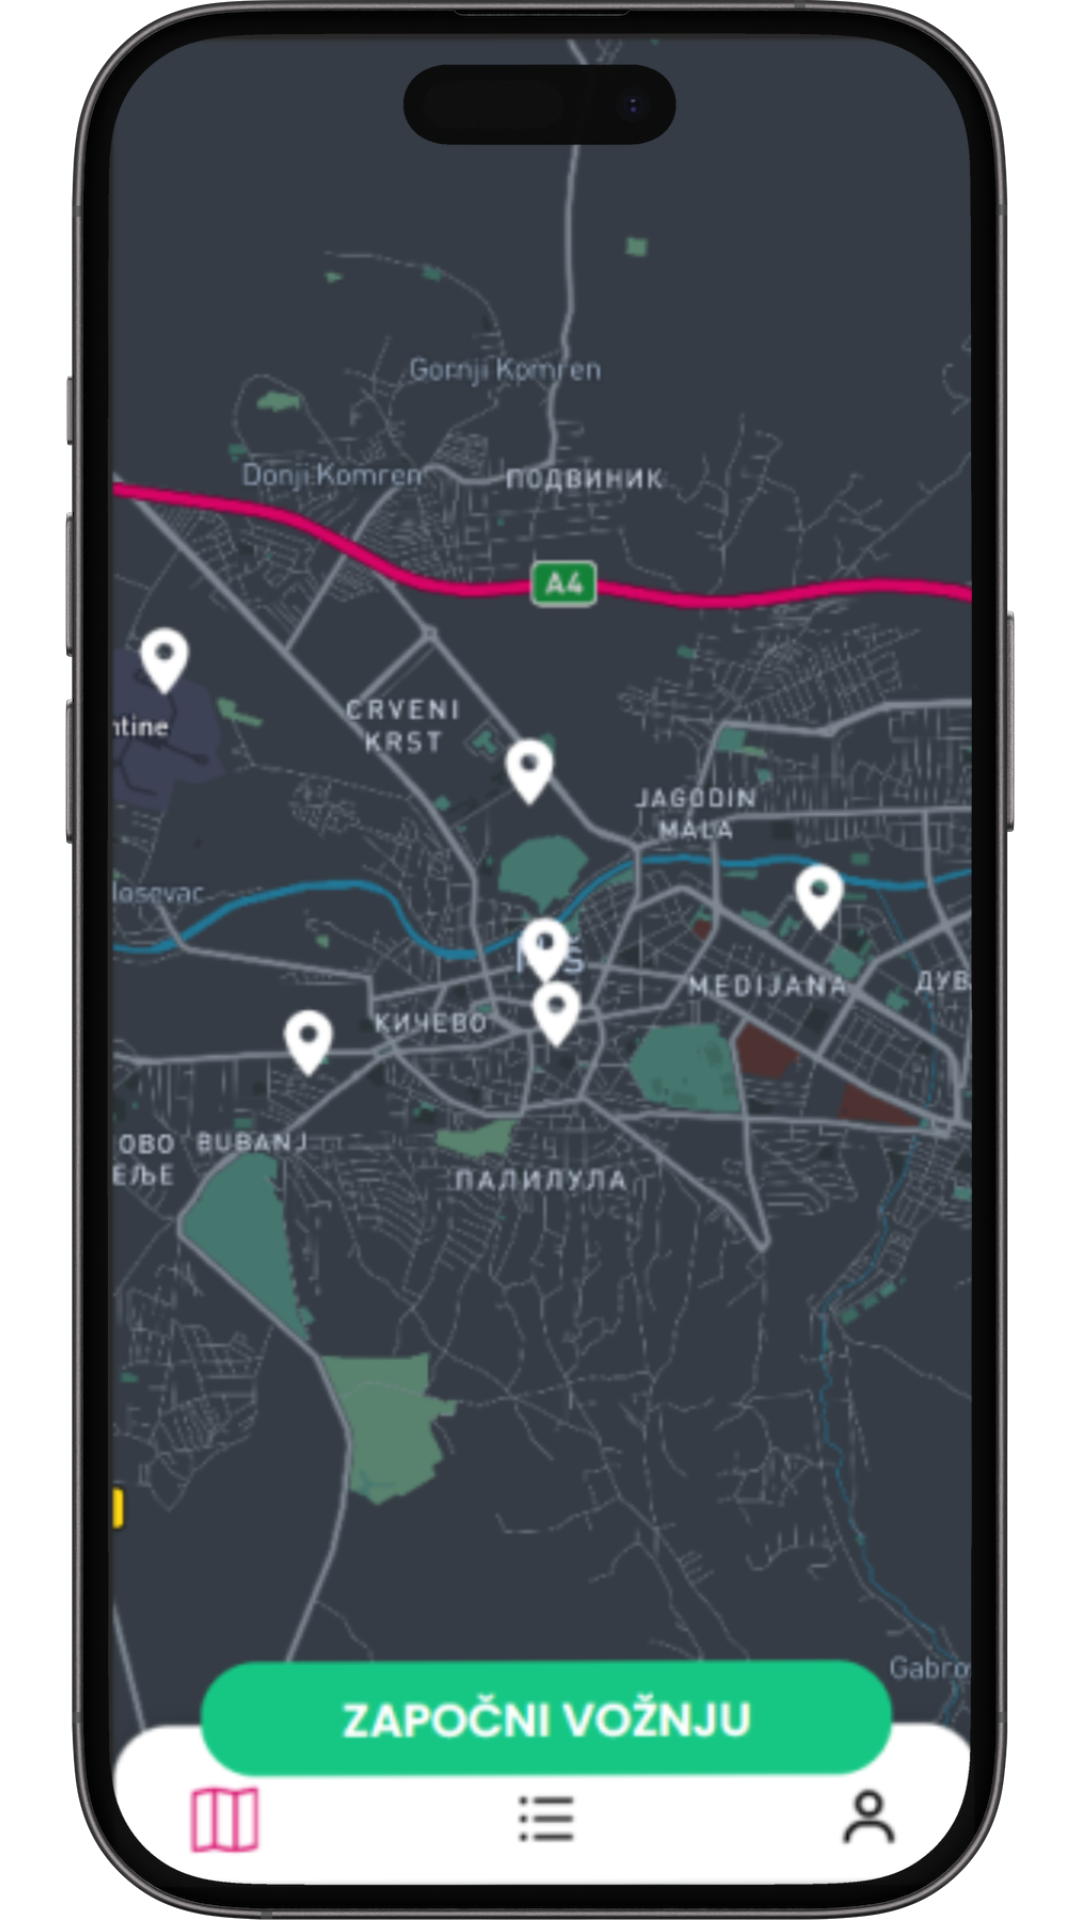 Gornji Komren
Donji Komren
ПОДВИНИК
A4
ntine
CRVENI
KRST
JAGODIN
MALA
losevac
MEDIJANA
ДУВ
КИЧЕВО
ОВО
ЕЉЕ
BUBANJ
ПАЛИЛУЛА
Gabro
ZAPOČNI VOŽNJU